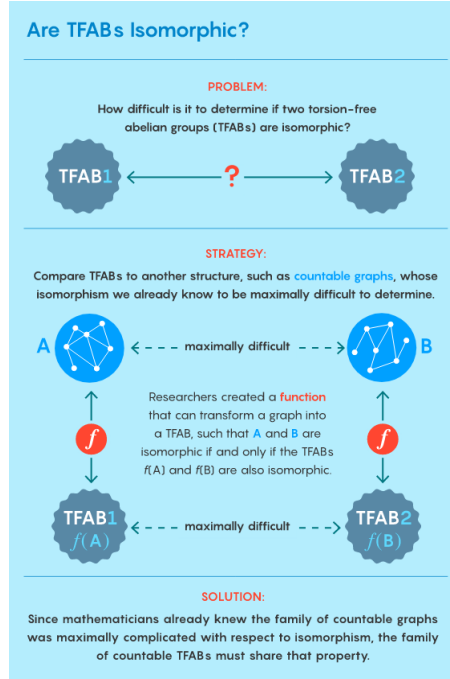 Are TFABs Isomorphic?
PROBLEM:
How difficult is it to determine if two torsion-free
abelian groups (TFABs) are isomorphic?
TFAB1 ? TFAB2
STRATEGY:
Compare TFABs to another structure, such as countable graphs, whose
isomorphism we already know to be maximally difficult to determine.
A maximally difficult B
Researchers created a function
that can transform a graph into
a TFAB, such that A and B are
isomorphic if and only if the TFABs
f(A) and f(B) are also isomorphic.
f f
TFAB1 maximally difficult TFAB2
f(A) f(B)
SOLUTION:
Since mathematicians already knew the family of countable graphs
was maximally complicated with respect to isomorphism, the family
of countable TFABs must share that property.